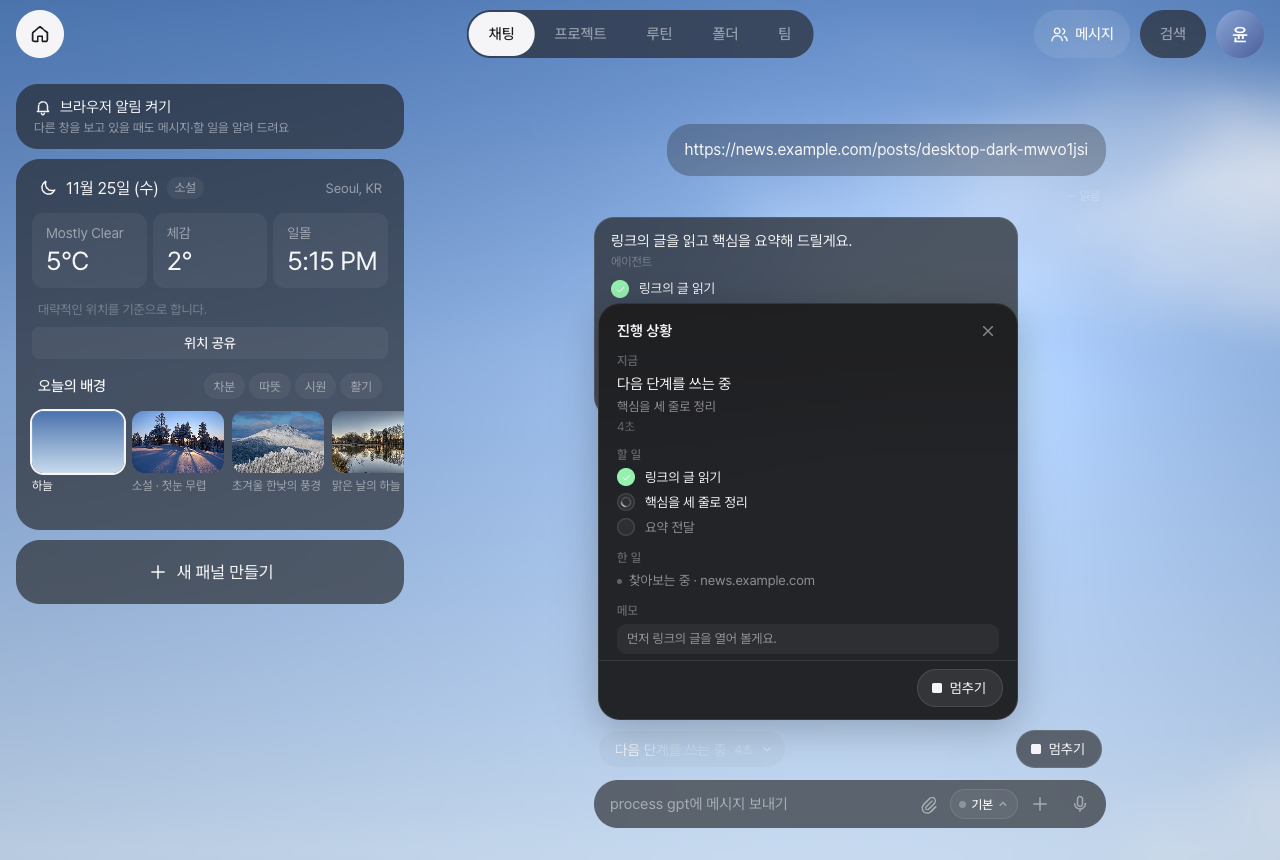 채팅
프로젝트
루틴
폴더
팀
메시지
검색
윤
브라우저 알림 켜기
다른 창을 보고 있을 때도 메시지·할 일을 알려 드려요
11월 25일 (수)
소설
Seoul, KR
Mostly Clear
5°C
체감
2°
일몰
5:15 PM
대략적인 위치를 기준으로 합니다.
위치 공유
오늘의 배경
차분
따뜻
시원
활기
하늘
소설 · 첫눈 무렵
초겨울 한낮의 풍경
맑은 날의 하늘
새 패널 만들기
https://news.example.com/posts/desktop-dark-mwvo1jsi
링크의 글을 읽고 핵심을 요약해 드릴게요.
에이전트
링크의 글 읽기
진행 상황
지금
다음 단계를 쓰는 중
핵심을 세 줄로 정리
4초
할 일
링크의 글 읽기
핵심을 세 줄로 정리
요약 전달
한 일
찾아보는 중 · news.example.com
메모
먼저 링크의 글을 열어 볼게요.
멈추기
다음 단계를 쓰는 중 4초
멈추기
process gpt에 메시지 보내기
기본